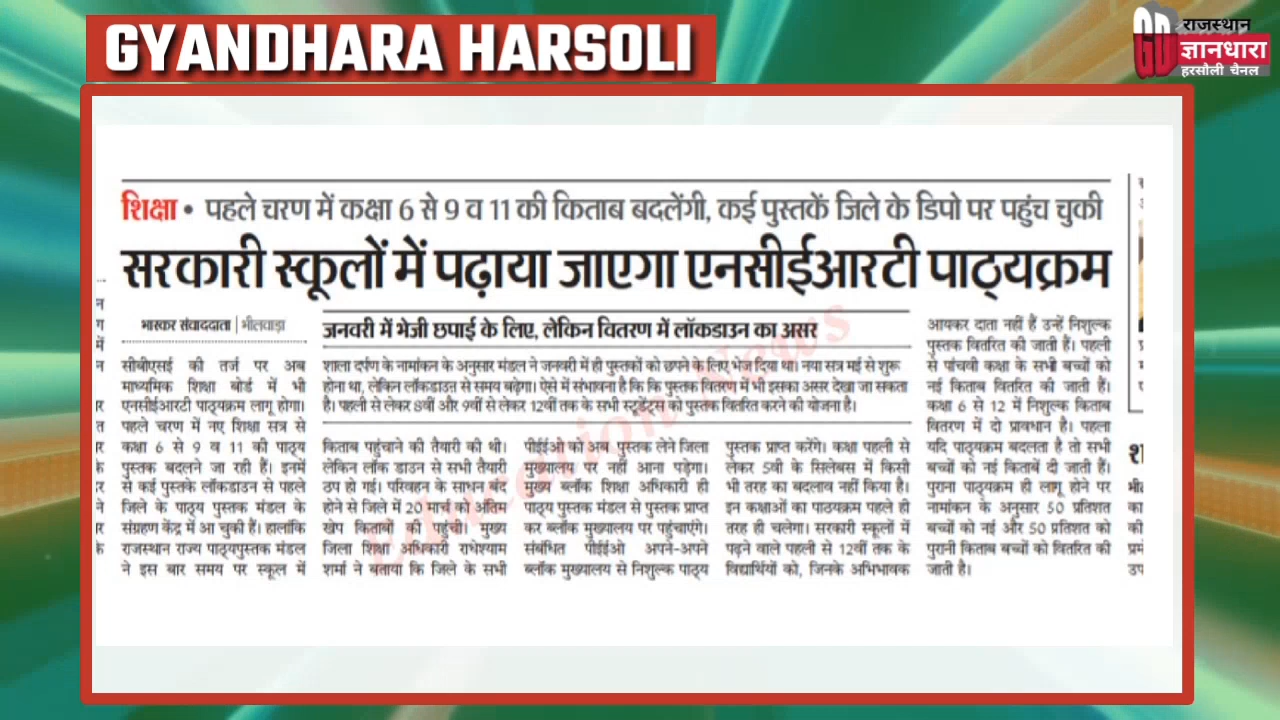 GYANDHARA HARSOLI
राजस्थान
GD ज्ञानधारा
हरसौली चैनल
शिक्षा • पहले चरण में कक्षा 6 से 9 व 11 की किताब बदलेंगी, कई पुस्तकें जिले के डिपो पर पहुंच चुकी
सरकारी स्कूलों में पढ़ाया जाएगा एनसीईआरटी पाठ्यक्रम
भास्कर संवाददाता | भीलवाड़ा
सीबीएसई की तर्ज पर अब
माध्यमिक शिक्षा बोर्ड में भी
एनसीईआरटी पाठ्यक्रम लागू होगा।
पहले चरण में नए शिक्षा सत्र से
कक्षा 6 से 9 व 11 की पाठ्य
पुस्तक बदलने जा रही हैं। इनमें
से कई पुस्तके लॉकडाउन से पहले
जिले के पाठ्य पुस्तक मंडल के
संग्रहण केंद्र में आ चुकी हैं। हालांकि
राजस्थान राज्य पाठ्यपुस्तक मंडल
ने इस बार समय पर स्कूल में
जनवरी में भेजी छपाई के लिए, लेकिन वितरण में लॉकडाउन का असर
शाला दर्पण के नामांकन के अनुसार मंडल ने जनवरी में ही पुस्तकों को छपने के लिए भेज दिया था। नया सत्र मई से शुरू
होना था, लेकिन लॉकडाउन से समय बढ़ेगा। ऐसे में संभावना है कि कि पुस्तक वितरण में भी इसका असर देखा जा सकता
है। पहली से लेकर 8वीं और 9वीं से लेकर 12वीं तक के सभी स्टूडेंट्स को पुस्तक वितरित करने की योजना है।
किताब पहुंचाने की तैयारी की थी।
लेकिन लॉक डाउन से सभी तैयारी
ठप हो गई। परिवहन के साधन बंद
होने से जिले में 20 मार्च को अंतिम
खेप किताबों की पहुंची। मुख्य
जिला शिक्षा अधिकारी राधेश्याम
शर्मा ने बताया कि जिले के सभी
पीईईओ को अब पुस्तक लेने जिला
मुख्यालय पर नहीं आना पड़ेगा।
मुख्य ब्लॉक शिक्षा अधिकारी ही
पाठ्य पुस्तक मंडल से पुस्तक प्राप्त
कर ब्लॉक मुख्यालय पर पहुंचाएंगे।
संबंधित पीईईओ अपने-अपने
ब्लॉक मुख्यालय से निशुल्क पाठ्य
पुस्तक प्राप्त करेंगे। कक्षा पहली से
लेकर 5वी के सिलेबस में किसी
भी तरह का बदलाव नहीं किया है।
इन कक्षाओं का पाठयक्रम पहले ही
तरह ही चलेगा। सरकारी स्कूलों में
पढ़ने वाले पहली से 12वीं तक के
विद्यार्थियों को, जिनके अभिभावक
आयकर दाता नहीं हैं उन्हें निशुल्क
पुस्तक वितरित की जाती हैं। पहली
से पांचवी कक्षा के सभी बच्चों को
नई किताब वितरित की जाती हैं।
कक्षा 6 से 12 में निशुल्क किताब
वितरण में दो प्रावधान है। पहला
यदि पाठ्यक्रम बदलता है तो सभी
बच्चों को नई किताबें दी जाती हैं।
पुराना पाठ्यक्रम ही लागू होने पर
नामांकन के अनुसार 50 प्रतिशत
बच्चों को नई और 50 प्रतिशत को
पुरानी किताब बच्चों को वितरित की
जाती है।
Education News